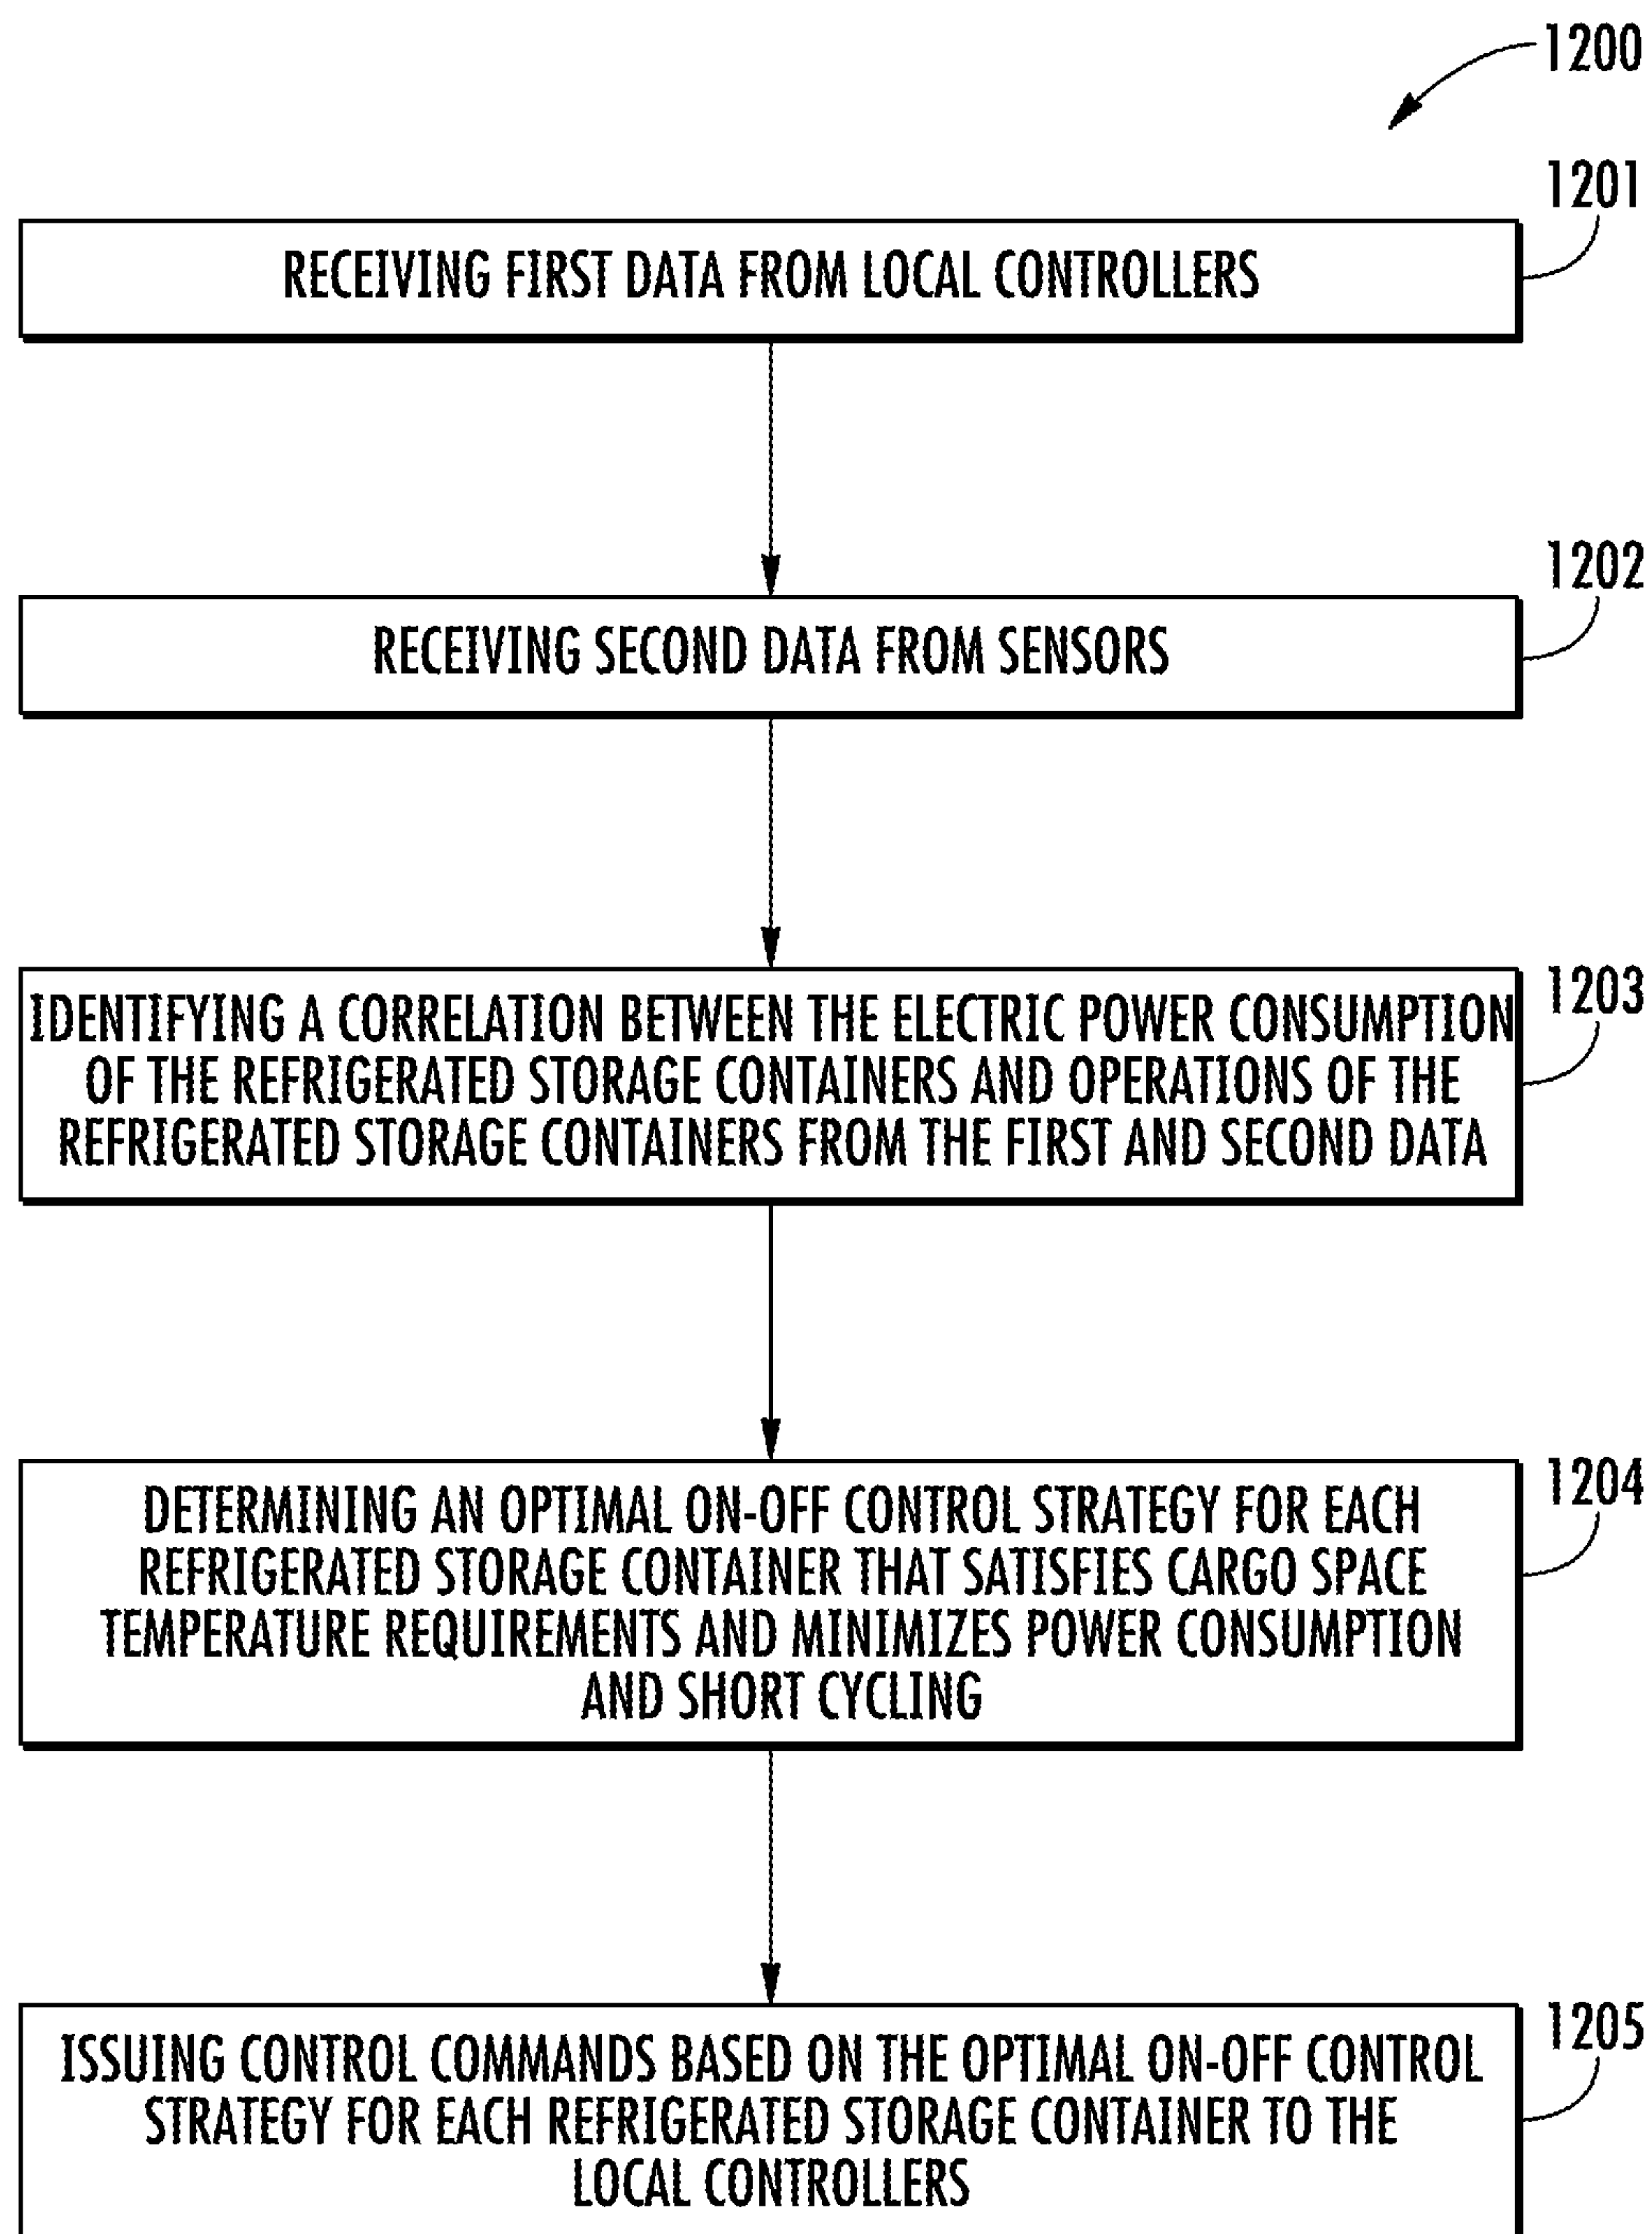 1200
1201
RECEIVING FIRST DATA FROM LOCAL CONTROLLERS
1202
RECEIVING SECOND DATA FROM SENSORS
1203
IDENTIFYING A CORRELATION BETWEEN THE ELECTRIC POWER CONSUMPTION
OF THE REFRIGERATED STORAGE CONTAINERS AND OPERATIONS OF THE
REFRIGERATED STORAGE CONTAINERS FROM THE FIRST AND SECOND DATA
1204
DETERMINING AN OPTIMAL ON-OFF CONTROL STRATEGY FOR EACH
REFRIGERATED STORAGE CONTAINER THAT SATISFIES CARGO SPACE
TEMPERATURE REQUIREMENTS AND MINIMIZES POWER CONSUMPTION
AND SHORT CYCLING
1205
ISSUING CONTROL COMMANDS BASED ON THE OPTIMAL ON-OFF CONTROL
STRATEGY FOR EACH REFRIGERATED STORAGE CONTAINER TO THE
LOCAL CONTROLLERS